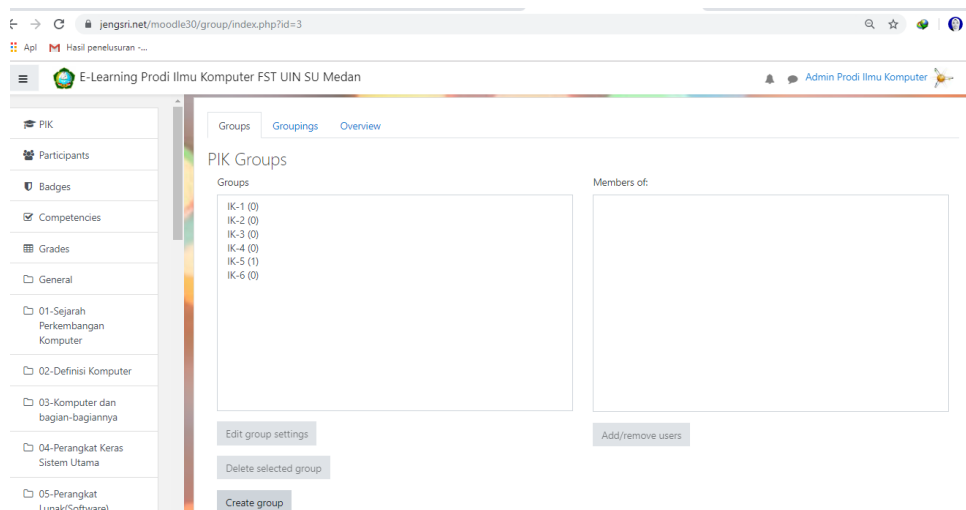 jengsri.net/moodle30/group/index.php?id=3
Apl
Hasil penelusuran -...
E-Learning Prodi Ilmu Komputer FST UIN SU Medan
Admin Prodi Ilmu Komputer
PIK
Participants
Badges
Competencies
Grades
General
01-Sejarah
Perkembangan
Komputer
02-Definisi Komputer
03-Komputer dan
bagian-bagiannya
04-Perangkat Keras
Sistem Utama
05-Perangkat
Lunak(Software)
Groups
Groupings
Overview
PIK Groups
Groups
IK-1 (0)
IK-2 (0)
IK-3 (0)
IK-4 (0)
IK-5 (1)
IK-6 (0)
Edit group settings
Delete selected group
Create group
Members of:
Add/remove users